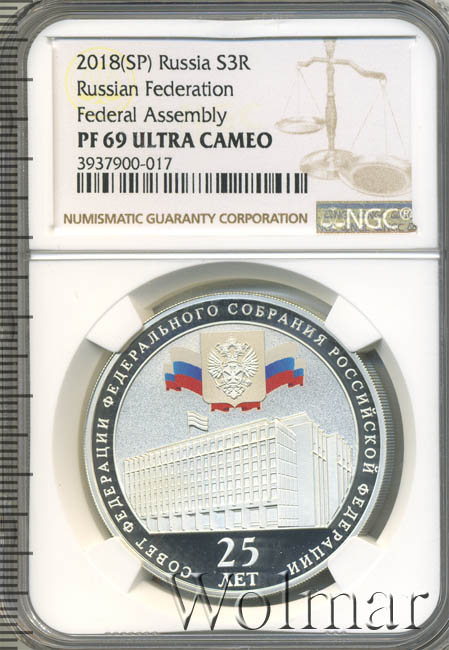 2018(SP) Russia S3R
Russian Federation
Federal Assembly
PF 69 ULTRA CAMEO
3937900-017
NUMISMATIC GUARANTY CORPORATION
NGC®
СОВЕТ ФЕДЕРАЦИИ ФЕДЕРАЛЬНОГО СОБРАНИЯ РОССИЙСКОЙ ФЕДЕРАЦИИ
25
ЛЕТ
Wolmar